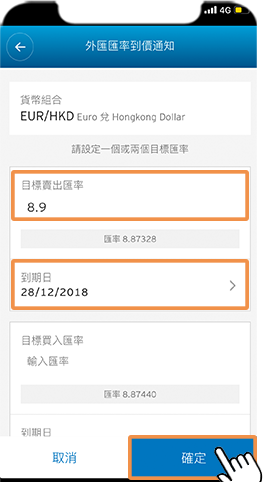 4G
外匯匯率到價通知
貨幣組合
EUR/HKD Euro 兌 Hongkong Dollar
請設定一個或兩個目標匯率
目標賣出匯率
8.9
匯率 8.87328
到期日
28/12/2018
目標買入匯率
輸入匯率
匯率 8.87440
到期日
取消
確定